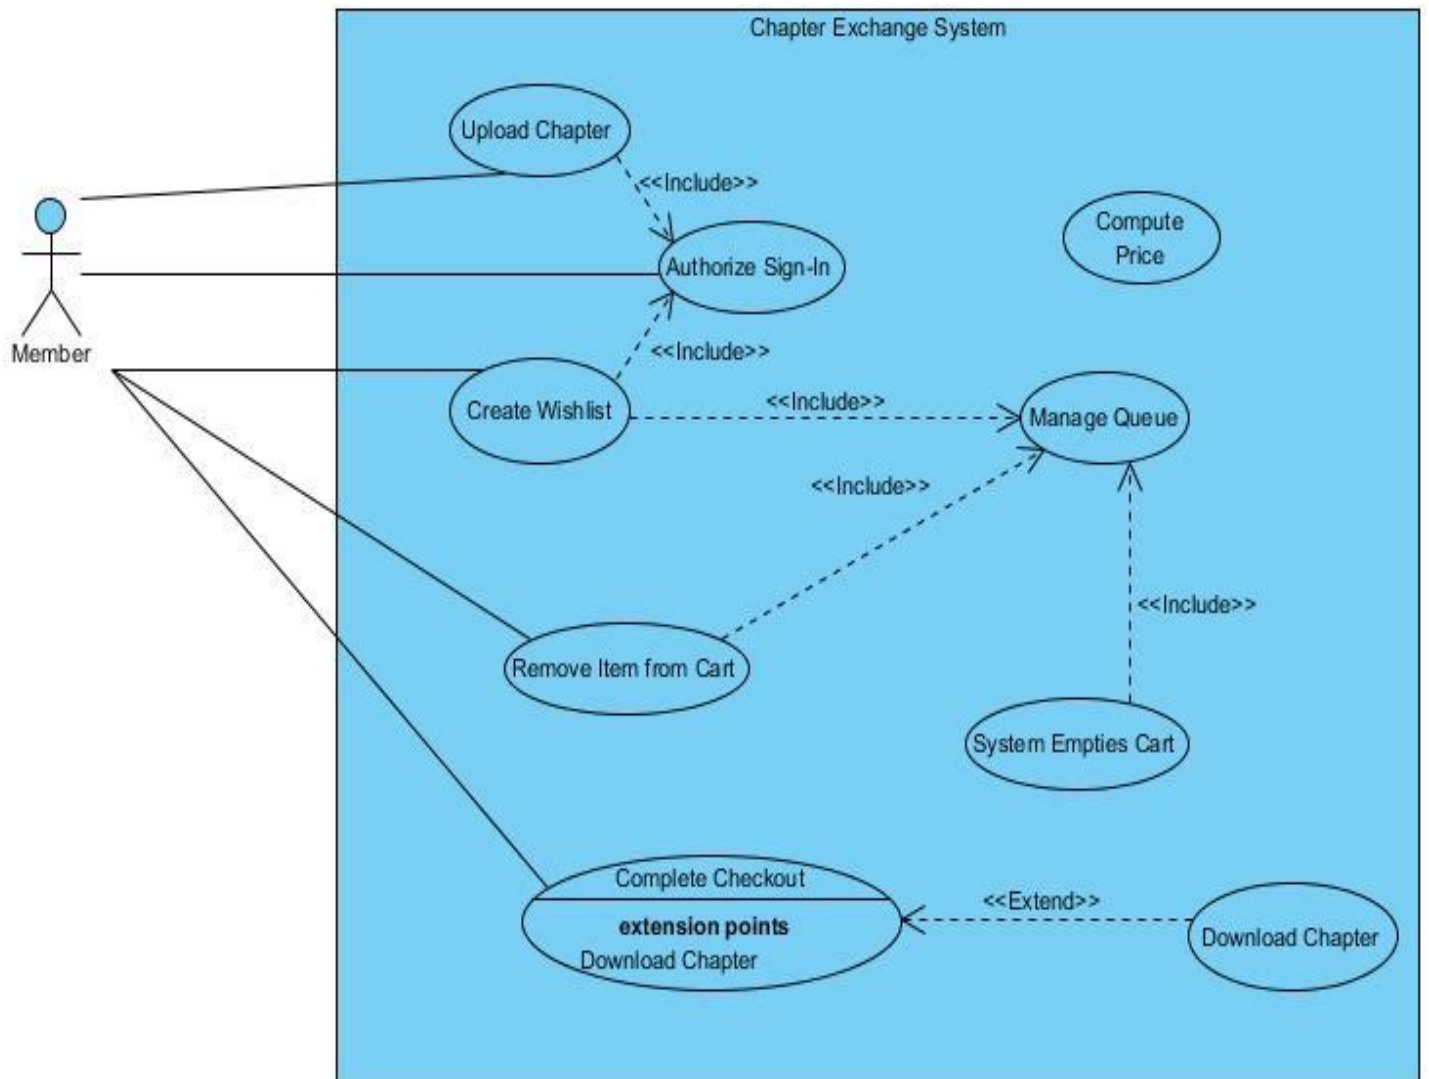 Chapter Exchange System
Upload Chapter
<<Include>>
Compute
Price
Authorize Sign-In
Member
<<Include>>
Create Wishlist
<<Include>>
Manage Queue
<<Include>>
<<Include>>
Remove Item from Cart
System Empties Cart
Complete Checkout
extension points
Download Chapter
<<Extend>>
Download Chapter